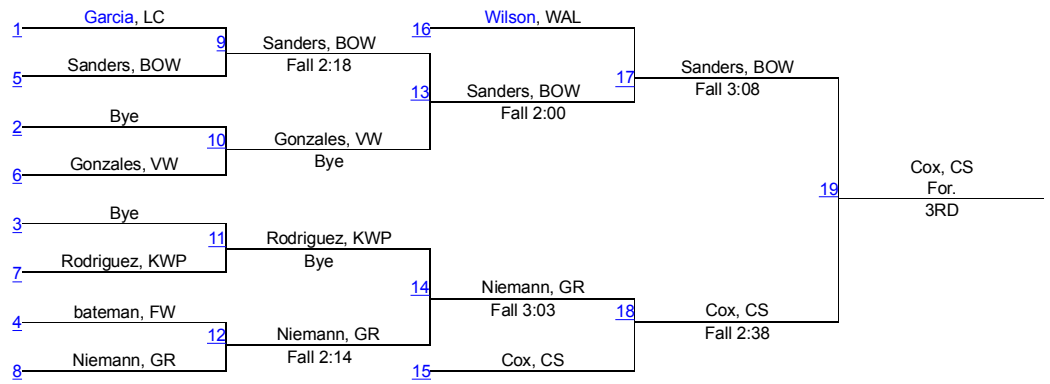 Garcia, LC
1
Sanders, BOW
5
9
Sanders, BOW
Fall 2:18
Bye
2
Gonzales, VW
6
10
Gonzales, VW
Bye
13
16
Wilson, WAL
Sanders, BOW
Fall 2:00
17
Sanders, BOW
Fall 3:08
Bye
3
Rodriguez, KWP
7
11
Rodriguez, KWP
Bye
bateman, FW
4
Niemann, GR
8
12
Niemann, GR
Fall 2:14
14
Niemann, GR
Fall 3:03
15
Cox, CS
18
Cox, CS
Fall 2:38
19
Cox, CS
For.
3RD